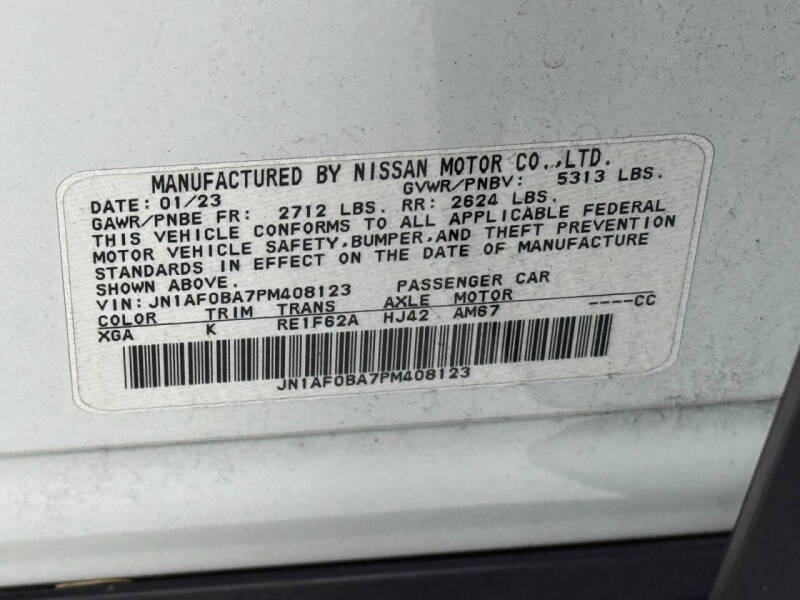 MANUFACTURED BY NISSAN MOTOR CO.,LTD.
DATE: 01/23 GVWR/PNBV: 5313 LBS.
GAWR/PNBE FR: 2712 LBS. RR: 2624 LBS.
THIS VEHICLE CONFORMS TO ALL APPLICABLE FEDERAL
MOTOR VEHICLE SAFETY,BUMPER,AND THEFT PREVENTION
STANDARDS IN EFFECT ON THE DATE OF MANUFACTURE
SHOWN ABOVE.
VIN: JN1AF0BA7PM408123 PASSENGER CAR
COLOR TRIM TRANS AXLE MOTOR
XGA K RE1F62A HJ42 AM67 ----CC
JN1AF0BA7PM408123